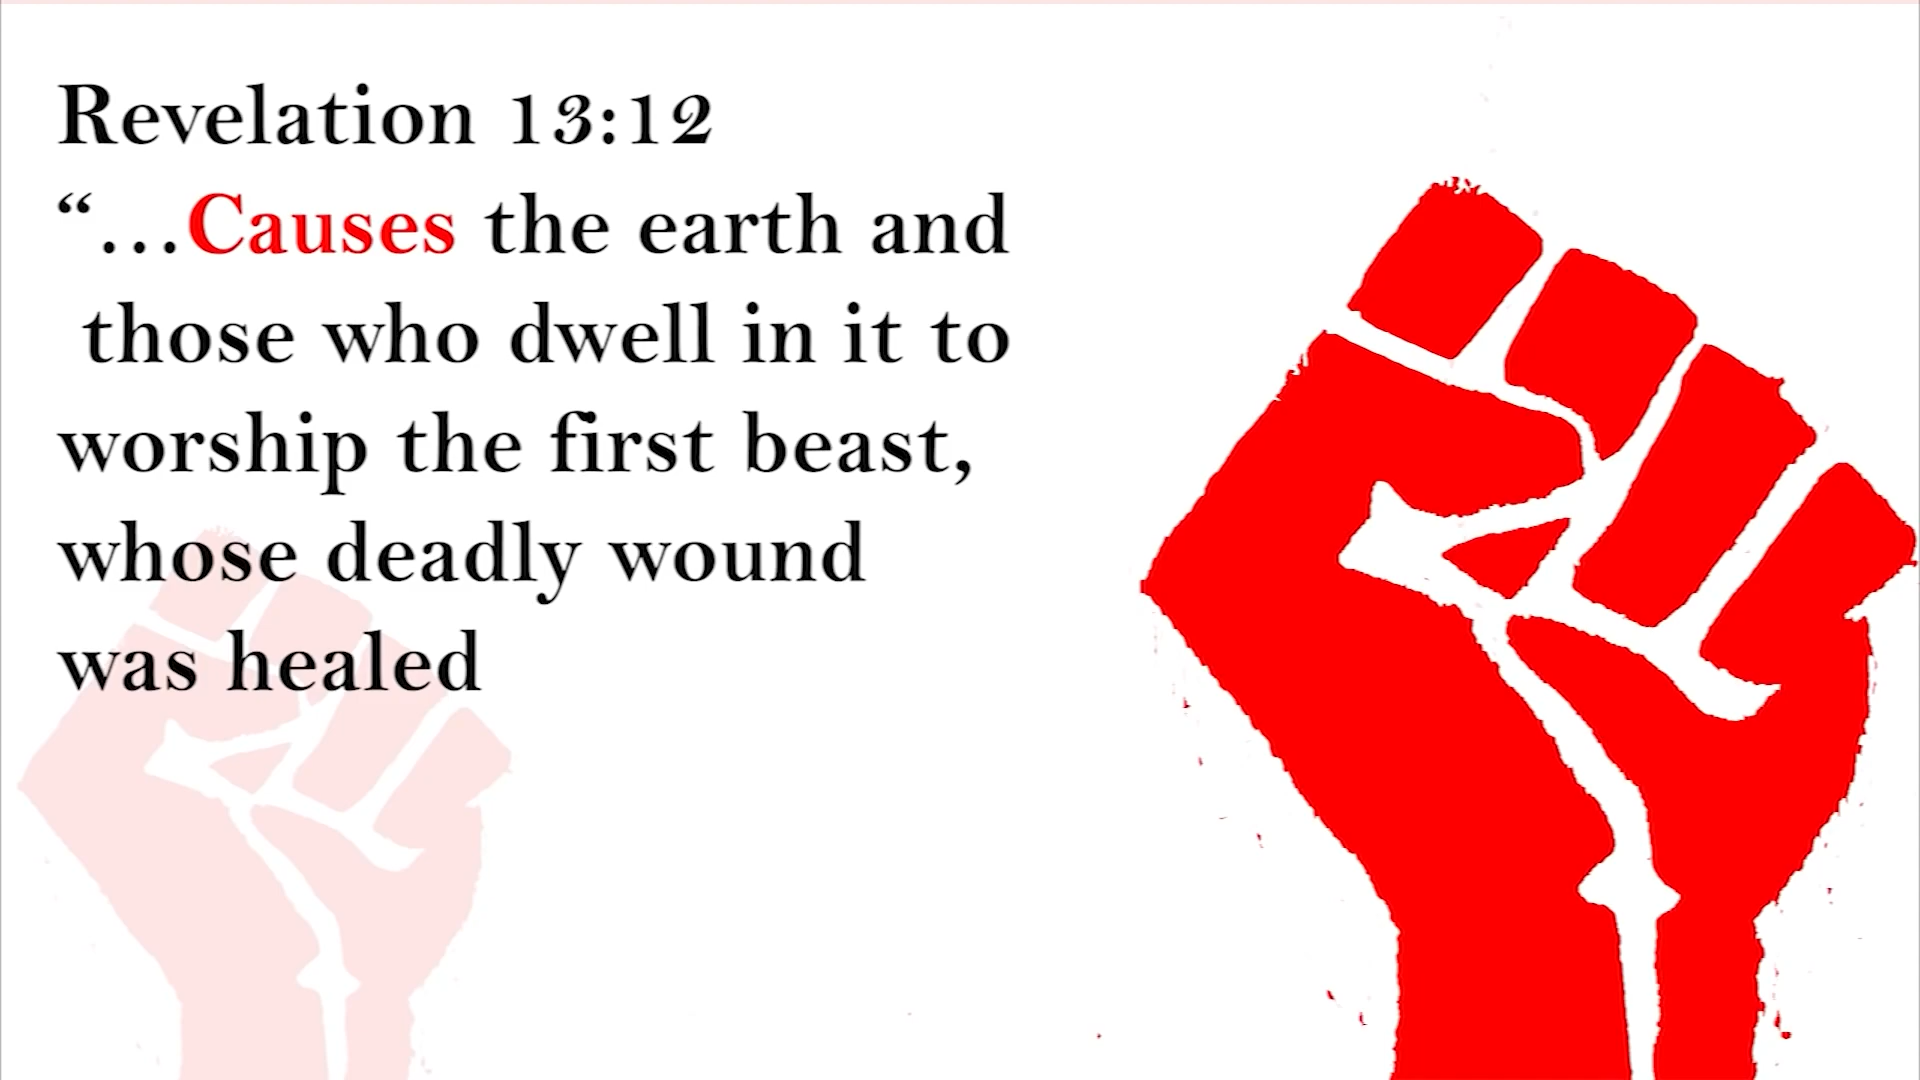 Revelation 13:12
“…Causes the earth and
those who dwell in it to
worship the first beast,
whose deadly wound
was healed